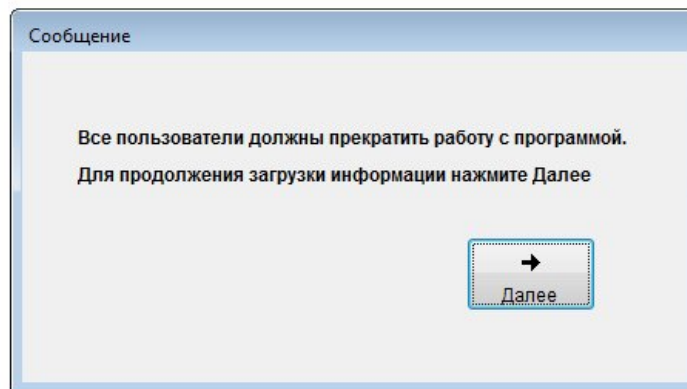 Сообщение
Все пользователи должны прекратить работу с программой.
Для продолжения загрузки информации нажмите Далее
Далее